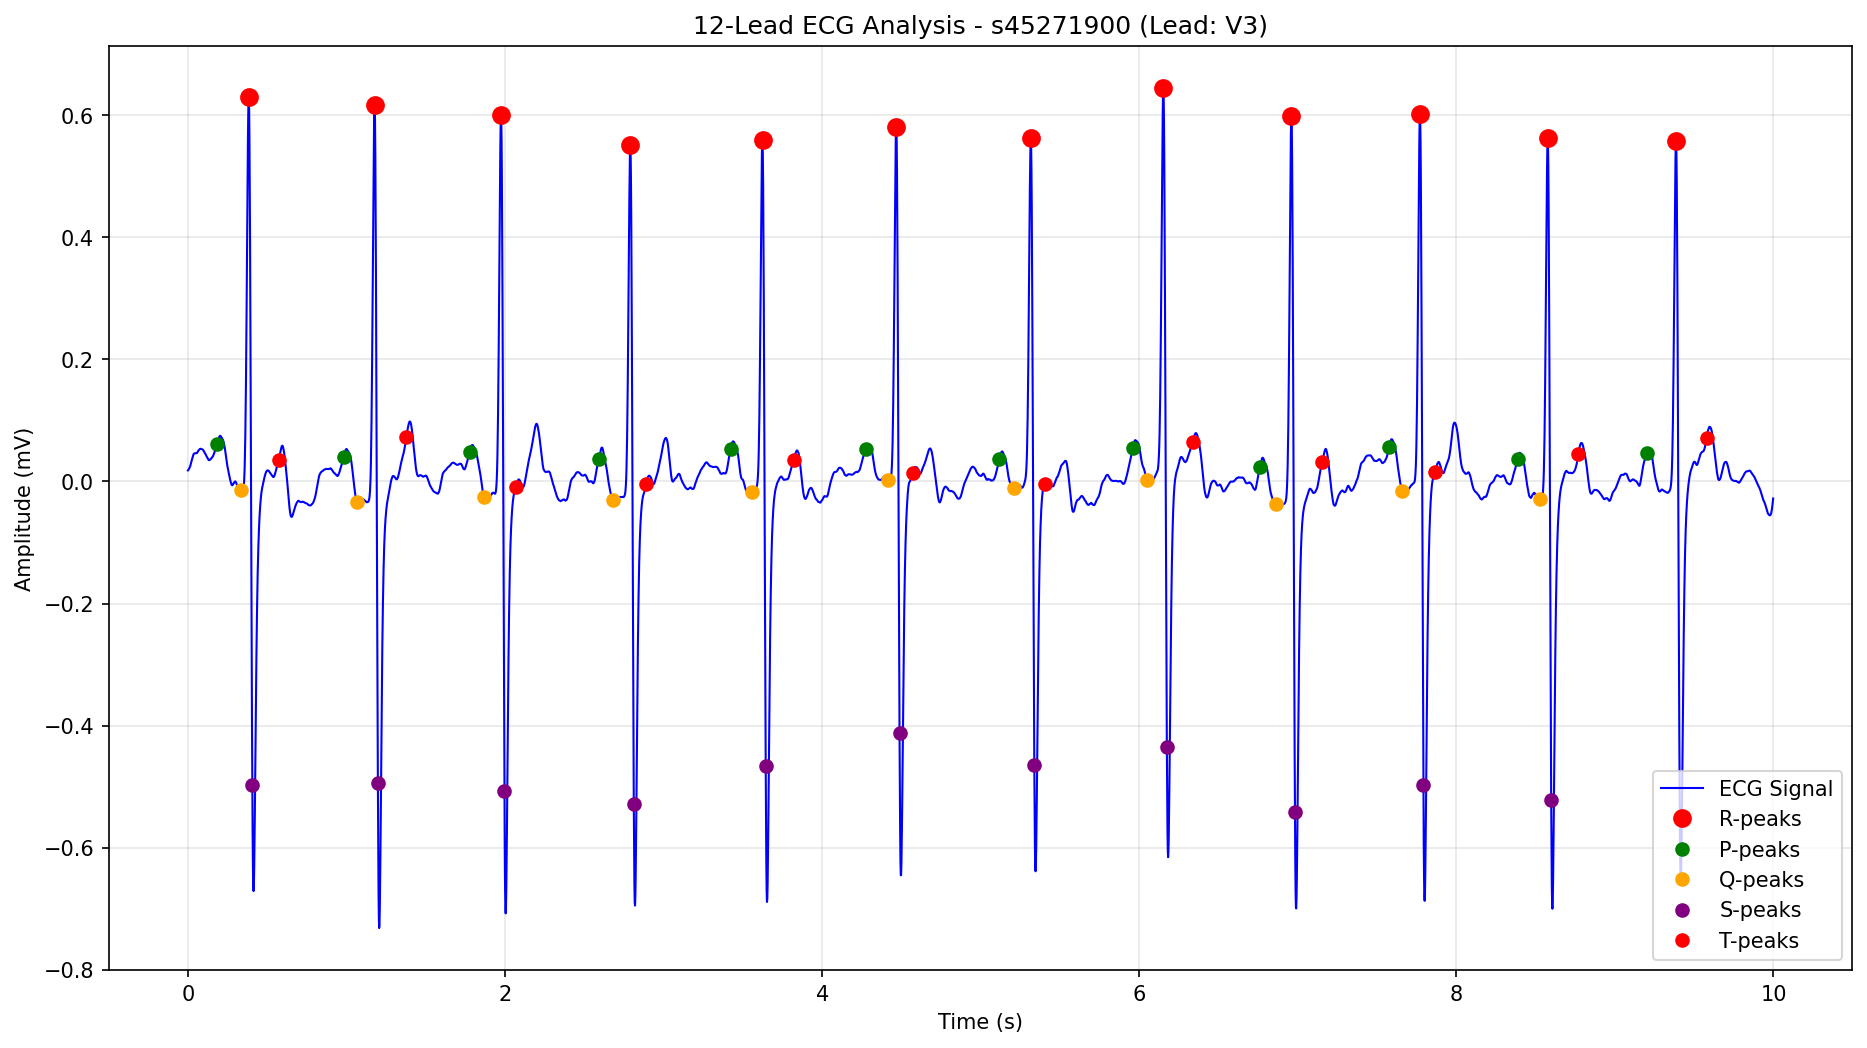 12-Lead ECG Analysis - s45271900 (Lead: V3)
0.6
0.4
0.2
0.0
−0.2
−0.4
−0.6
−0.8
Amplitude (mV)
0 2 4 6 8 10
Time (s)
ECG Signal
R-peaks
P-peaks
Q-peaks
S-peaks
T-peaks